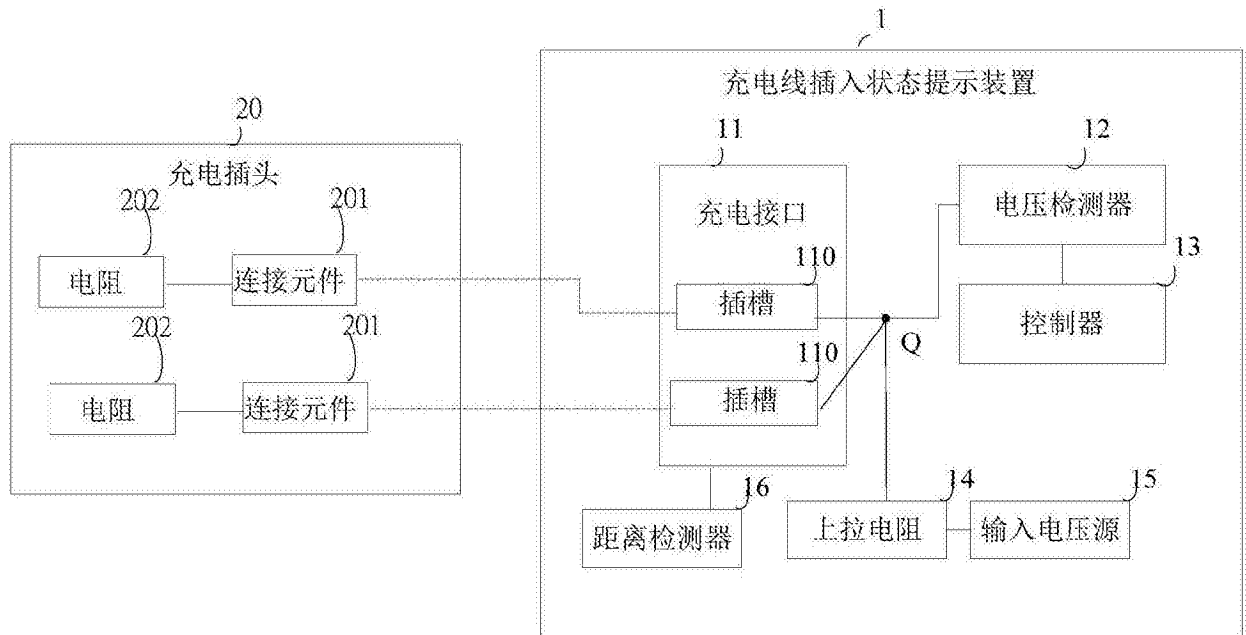 1
充电线插入状态提示装置
20
充电插头
202
201
电阻
连接元件
202
201
电阻
连接元件
11
充电接口
110
插槽
110
插槽
Q
12
电压检测器
13
控制器
16
距离检测器
14
上拉电阻
15
输入电压源